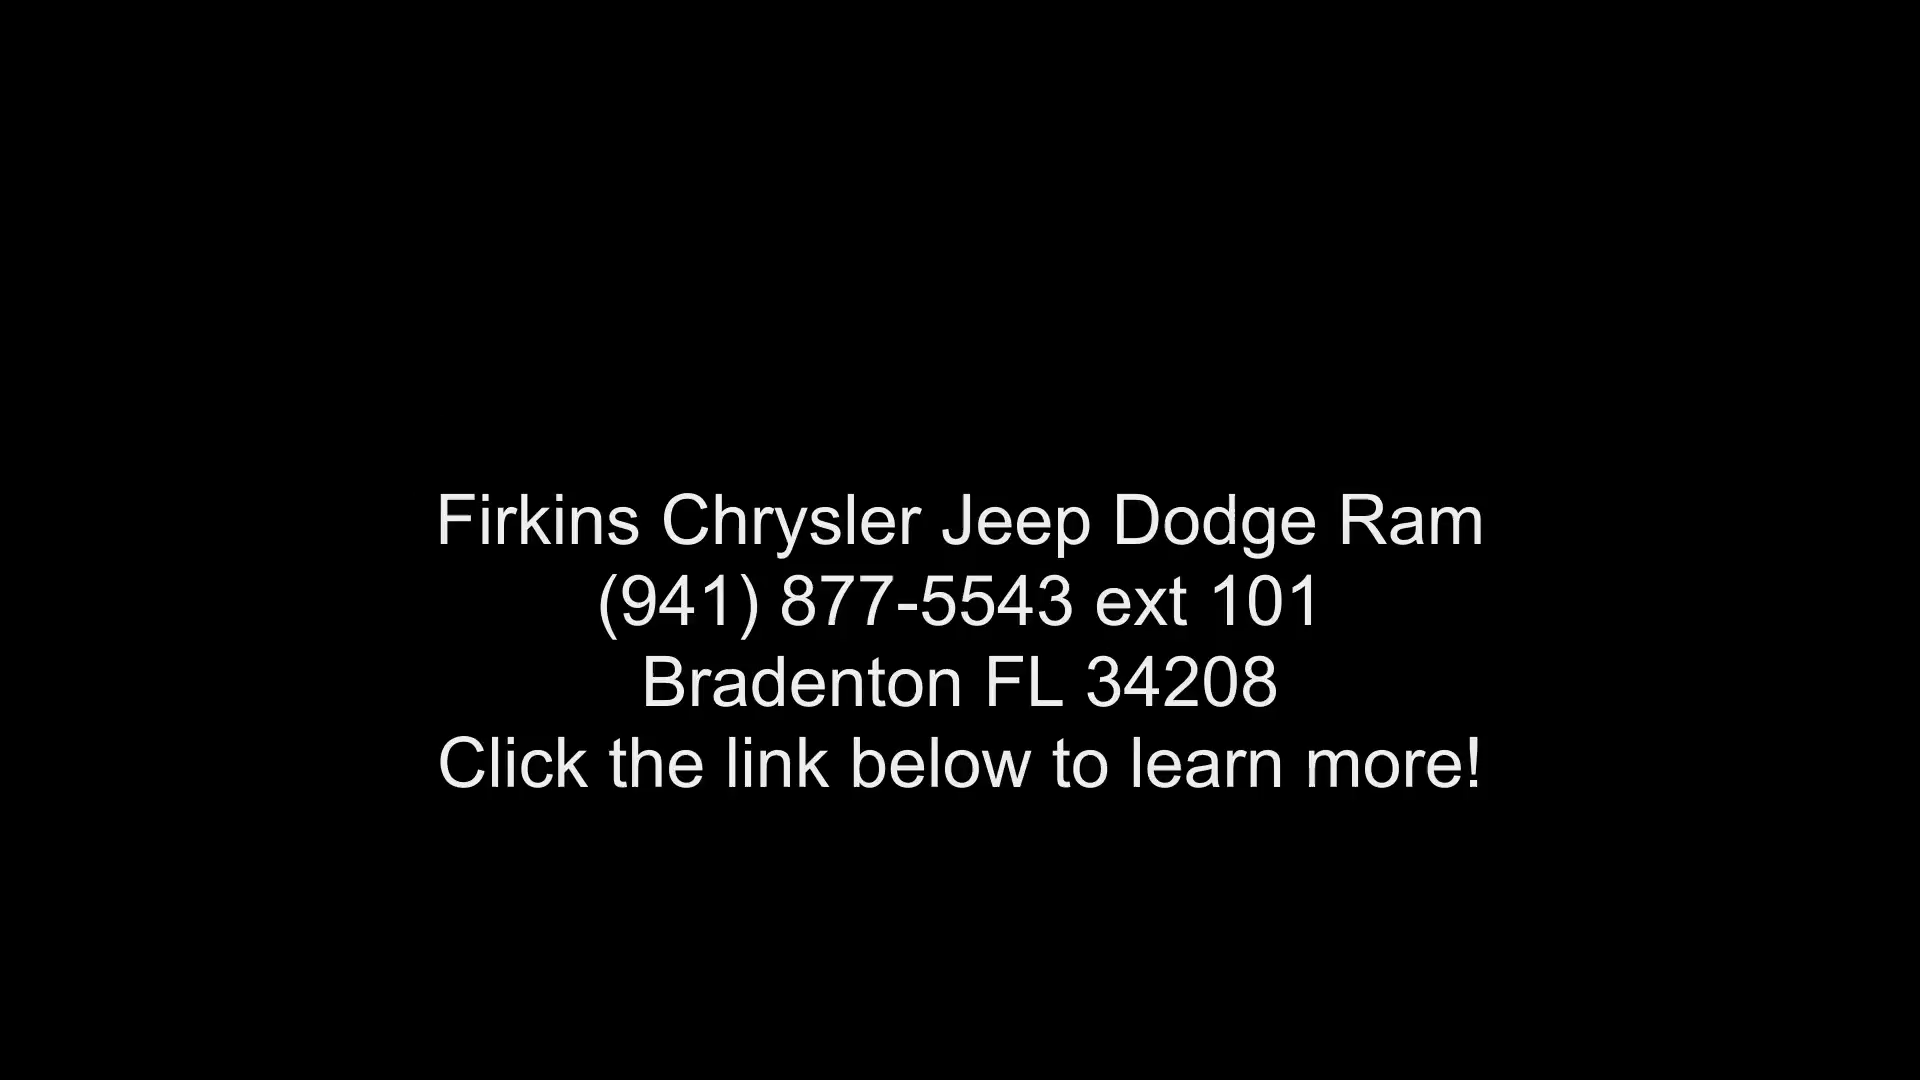 Firkins Chrysler Jeep Dodge Ram
(941) 877-5543 ext 101
Bradenton FL 34208
Click the link below to learn more!